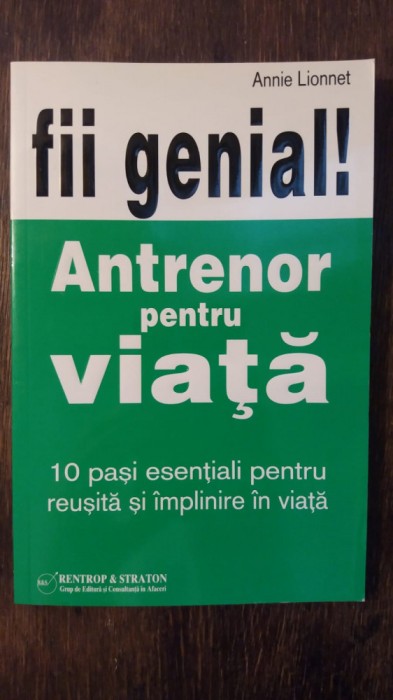 Annie Lionnet
fii genial!
Antrenor
pentru
viaţă
10 paşi esenţiali pentru
reuşită şi împlinire în viaţă
R&S RENTROP & STRATON
Grup de Editură şi Consultanţă în Afaceri